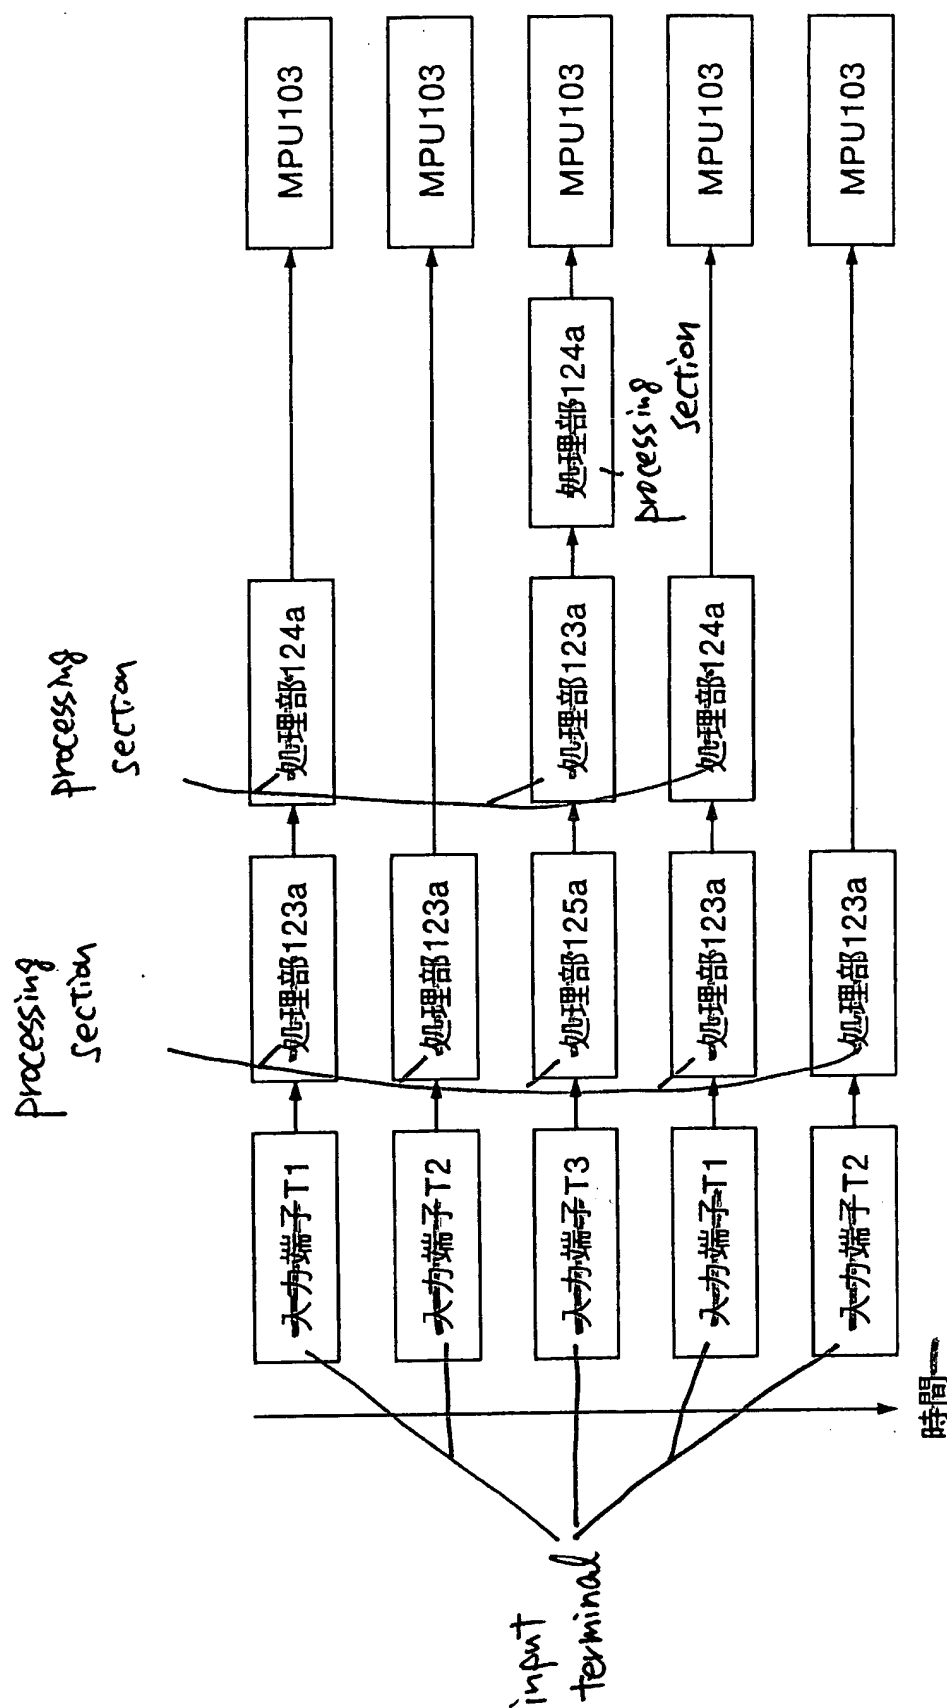 processing
section
processing
section
入力端子T1
処理部123a
処理部124a
MPU103
入力端子T2
処理部123a
MPU103
input
terminal
入力端子T3
処理部125a
処理部123a
処理部124a
MPU103
processing
section
入力端子T1
処理部123a
処理部124a
MPU103
入力端子T2
処理部123a
MPU103
時間